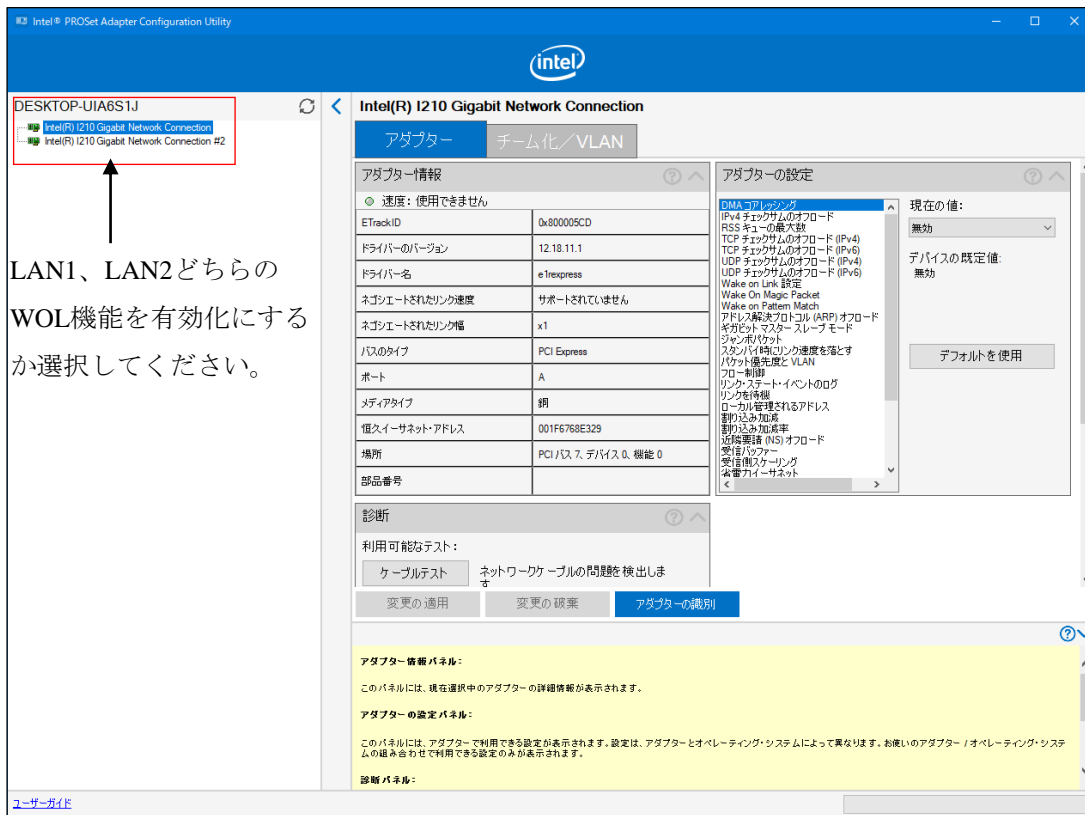 Intel® PROSet Adapter Configuration Utility
intel
DESKTOP-UIA6S1J
Intel(R) I210 Gigabit Network Connection
Intel(R) I210 Gigabit Network Connection #2
LAN1、LAN2どちらの
WOL機能を有効化にする
か選択してください。
Intel(R) I210 Gigabit Network Connection
アダプター
チーム化／VLAN
アダプター情報
速度: 使用できません
ETrackID 0x800005CD
ドライバーのバージョン 12.18.11.1
ドライバー名 e1rexpress
ネゴシエートされたリンク速度 サポートされていません
ネゴシエートされたリンク幅 x1
バスのタイプ PCI Express
ポート A
メディアタイプ 銅
恒久イーサネット・アドレス 001F6768E329
場所 PCI バス 7、デバイス 0、機能 0
部品番号
アダプターの設定
DMA コアレッシング
IPv4 チェックサムのオフロード
RSS キューの最大数
TCP チェックサムのオフロード (IPv4)
TCP チェックサムのオフロード (IPv6)
UDP チェックサムのオフロード (IPv4)
UDP チェックサムのオフロード (IPv6)
Wake on Link 設定
Wake On Magic Packet
Wake on Pattern Match
アドレス解決プロトコル (ARP) オフロード
ギガビット マスター スレーブ モード
ジャンボパケット
スタンバイ時にリンク速度を落とす
パケット優先度と VLAN
フロー制御
リンク・ステート・イベントのログ
リンクを待機
ローカル管理されるアドレス
割り込み加減
割り込み加減率
近隣要請 (NS) オフロード
受信バッファー
受信側スケーリング
省電力イーサネット
現在の値:
無効
デバイスの既定値:
無効
デフォルトを使用
診断
利用可能なテスト:
ケーブルテスト
ネットワークケーブルの問題を検出しま
す
変更の適用
変更の破棄
アダプターの識別
アダプター情報パネル:
このパネルには、現在選択中のアダプターの詳細情報が表示されます。
アダプターの設定パネル:
このパネルには、アダプターで利用できる設定が表示されます。設定は、アダプターとオペレーティング・システムによって異なります。お使いのアダプター / オペレーティング・システ
ムの組み合わせで利用できる設定のみが表示されます。
診断パネル:
ユーザーガイド